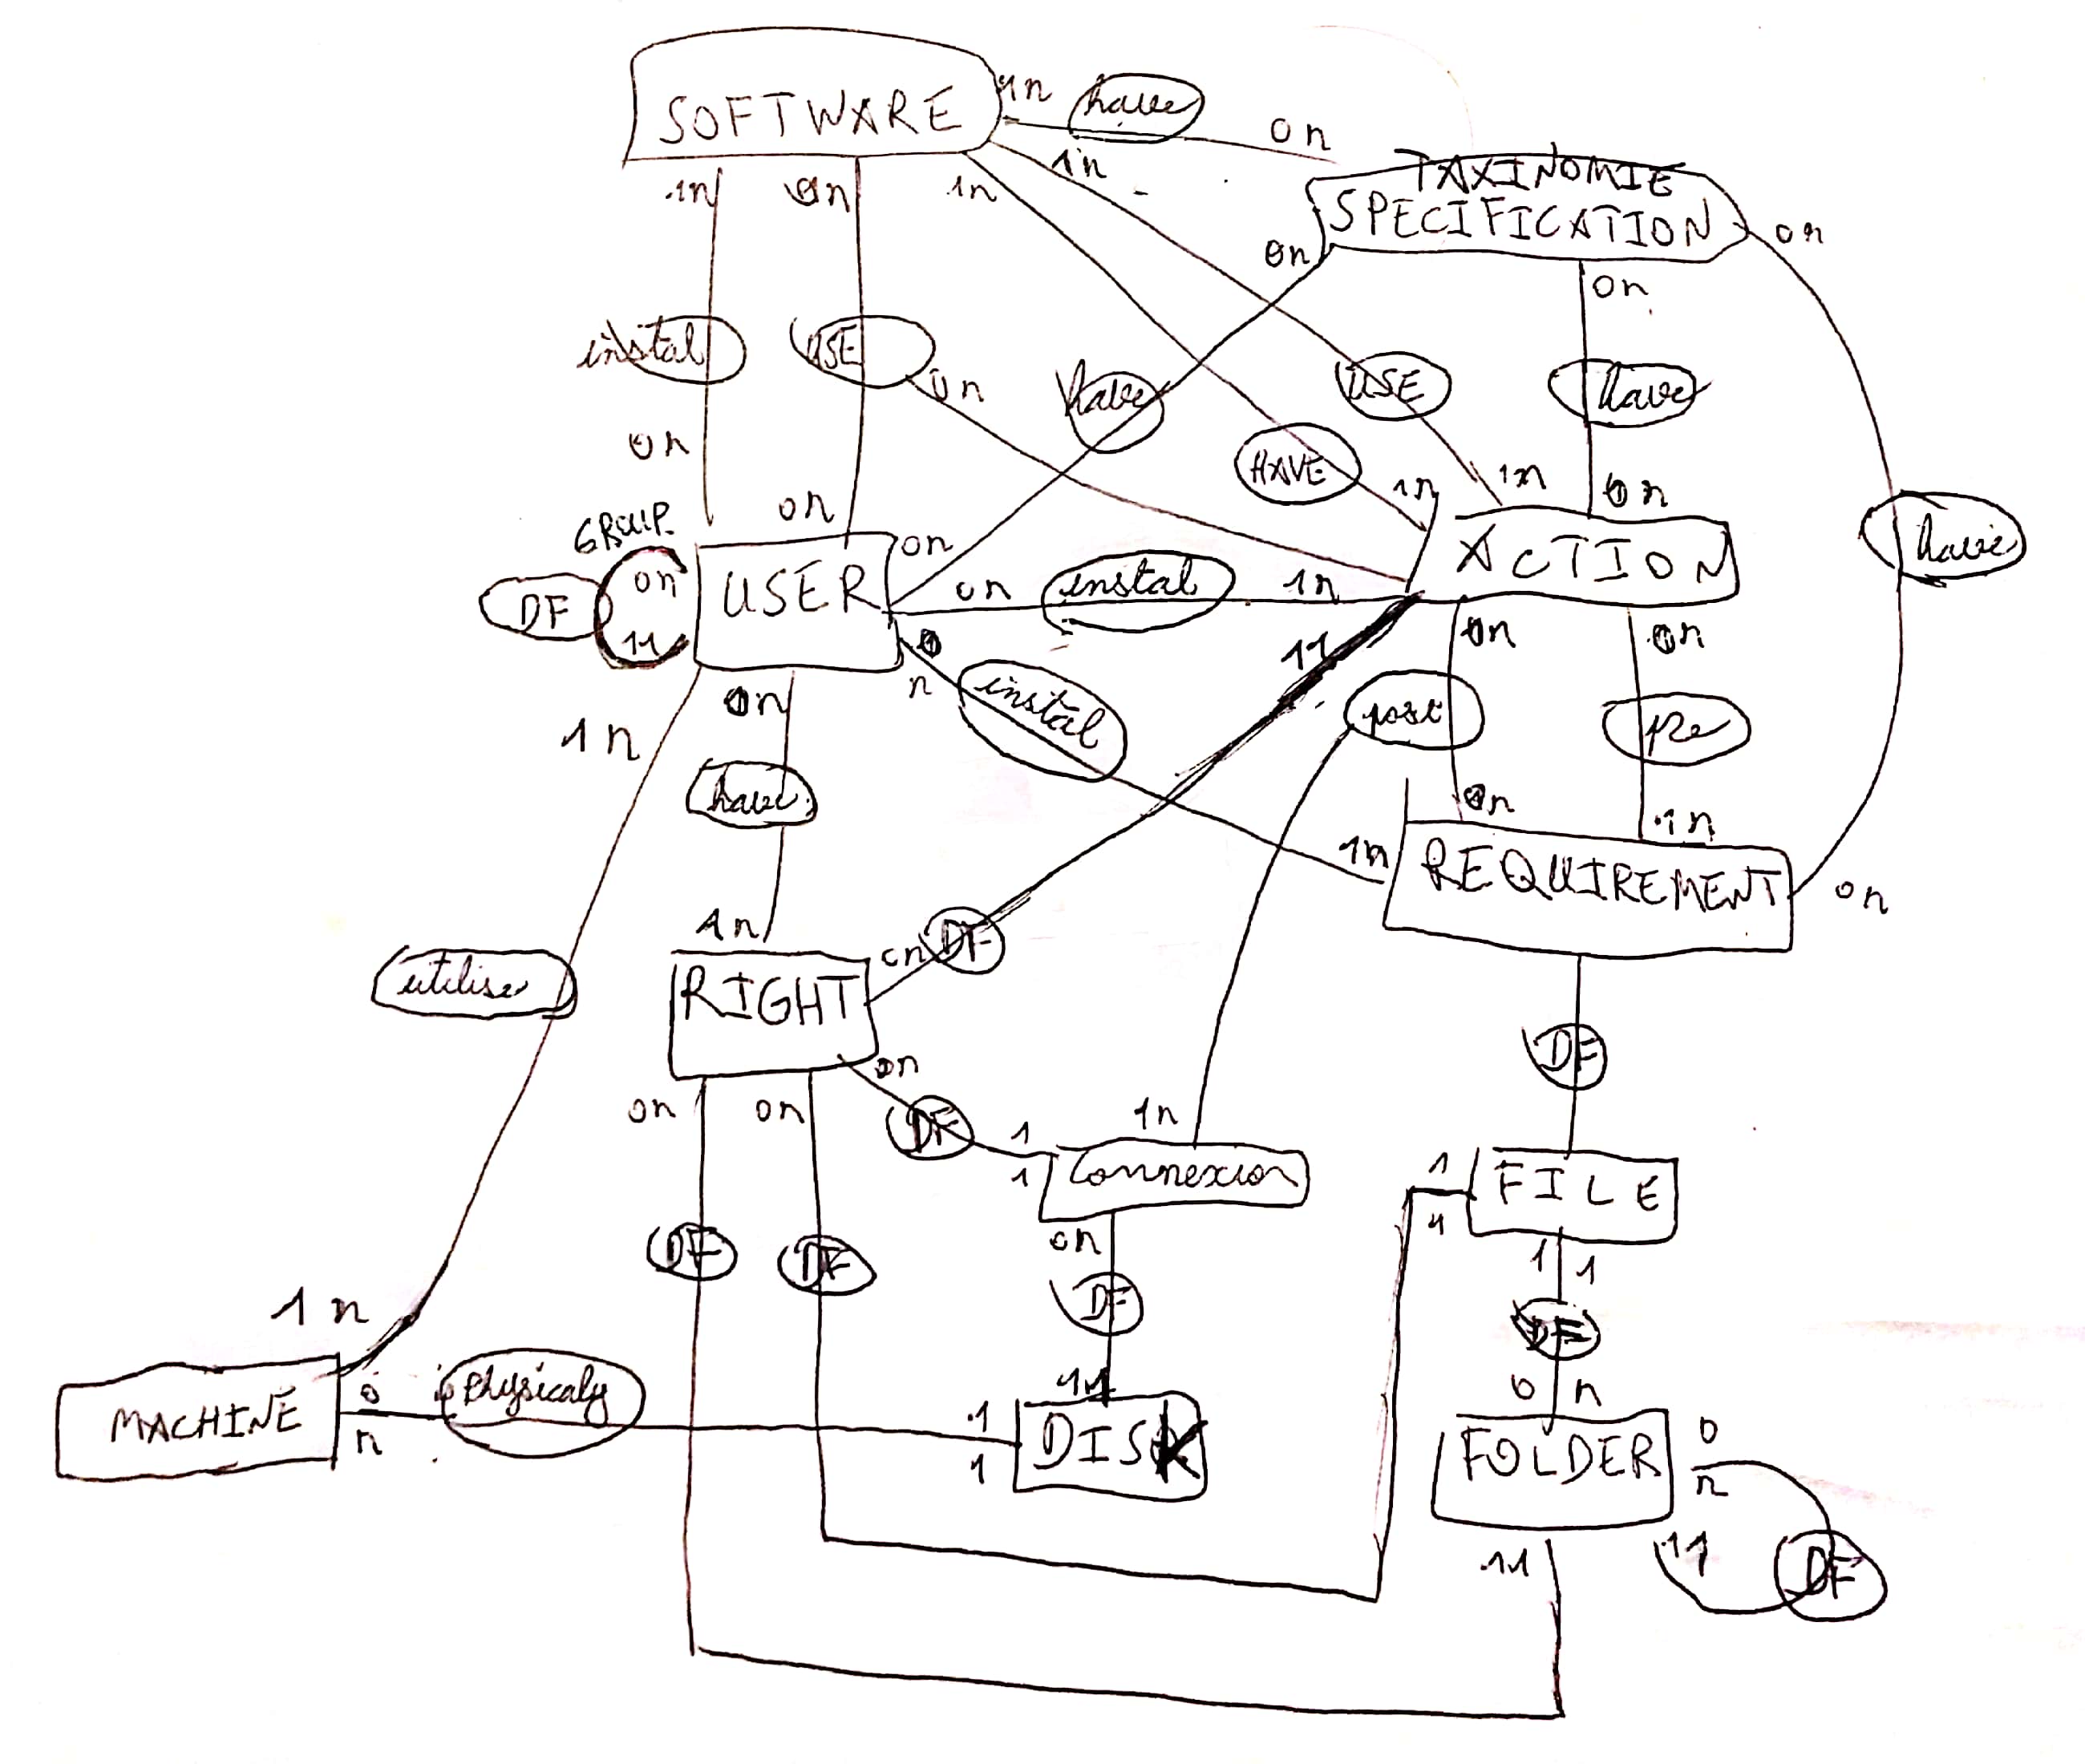 SOFTWARE
1n
have
0n
1n
0n
1n
1n
TAXINOMIE
SPECIFICATION
0n
0n
0n
instal
USE
0n
have
USE
have
HAVE
0n
1n
1n
0n
GROUP
0n
0n
ACTION
have
DF
0n
USER
0n
instal
1n
11
0n
0n
0
n
11
instal
0n
1n
post
pre
have
0n
1n
1n
REQUIREMENT
0n
1n
0n
DF
utilise
RIGHT
0n
DF
0n
0n
DF
1
1
1n
Connexion
1
1
FILE
DF
DF
0n
1
1
DF
DF
1n
0
n
MACHINE
0
n
physicaly
11
1
1
DISK
FOLDER
0
n
11
11
DF